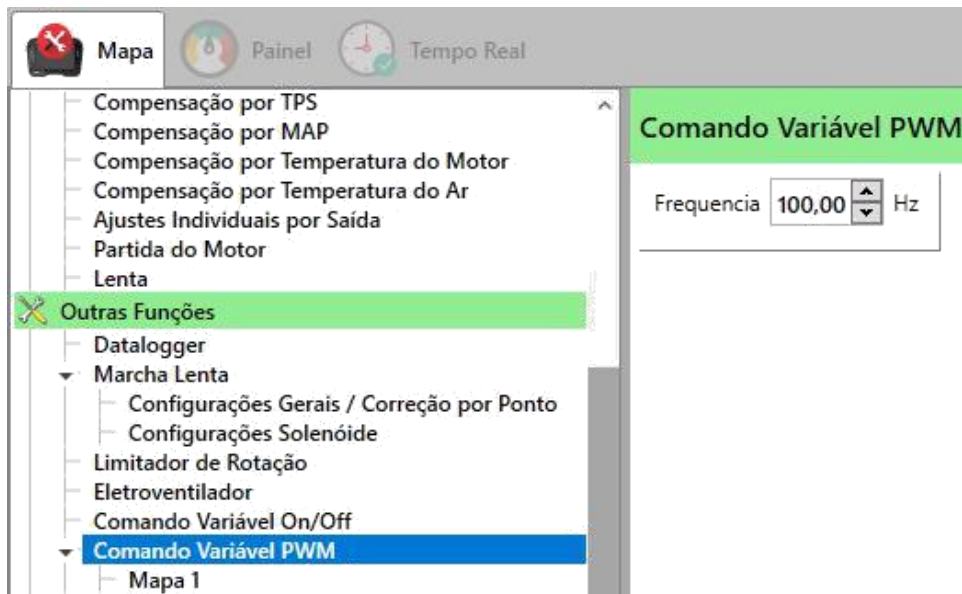 Mapa
Painel
Tempo Real
Compensação por TPS
Compensação por MAP
Compensação por Temperatura do Motor
Compensação por Temperatura do Ar
Ajustes Individuais por Saída
Partida do Motor
Lenta
Outras Funções
Datalogger
Marcha Lenta
Configurações Gerais / Correção por Ponto
Configurações Solenóide
Limitador de Rotação
Eletroventilador
Comando Variável On/Off
Comando Variável PWM
Mapa 1
Comando Variável PWM
Frequencia 100,00 Hz